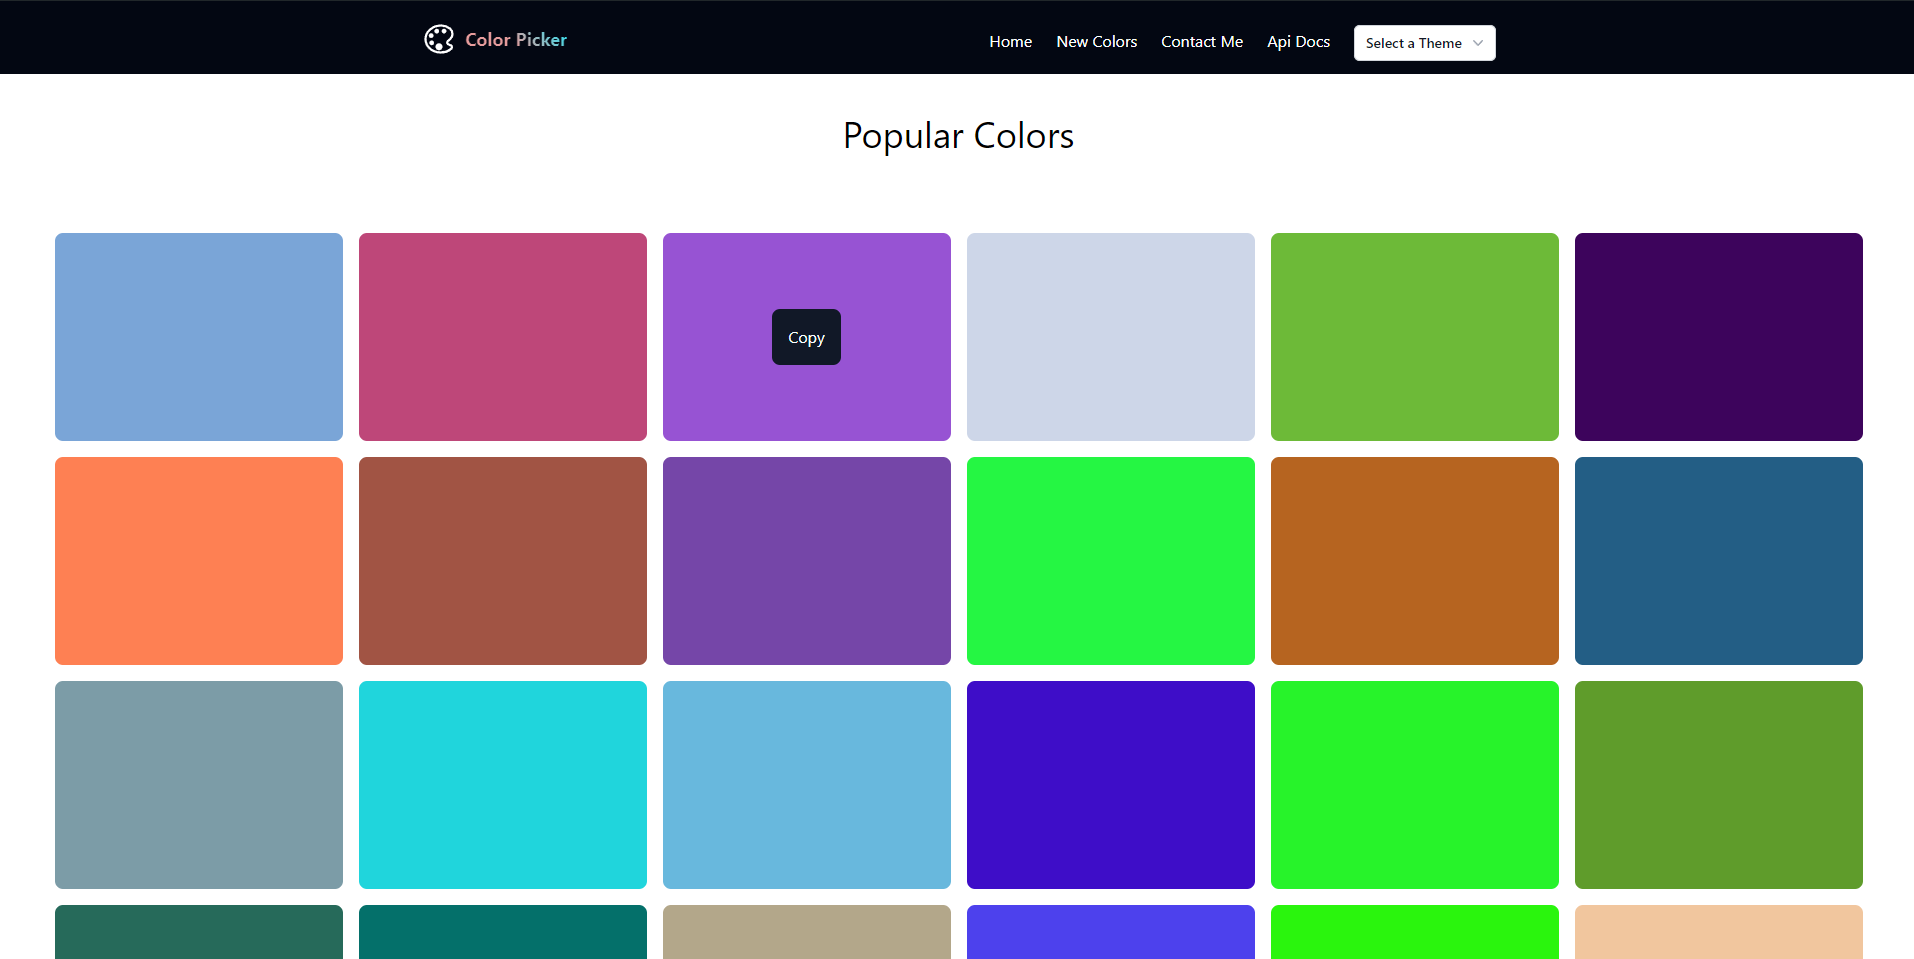 Color Picker
Home
New Colors
Contact Me
Api Docs
Select a Theme
Popular Colors
Copy